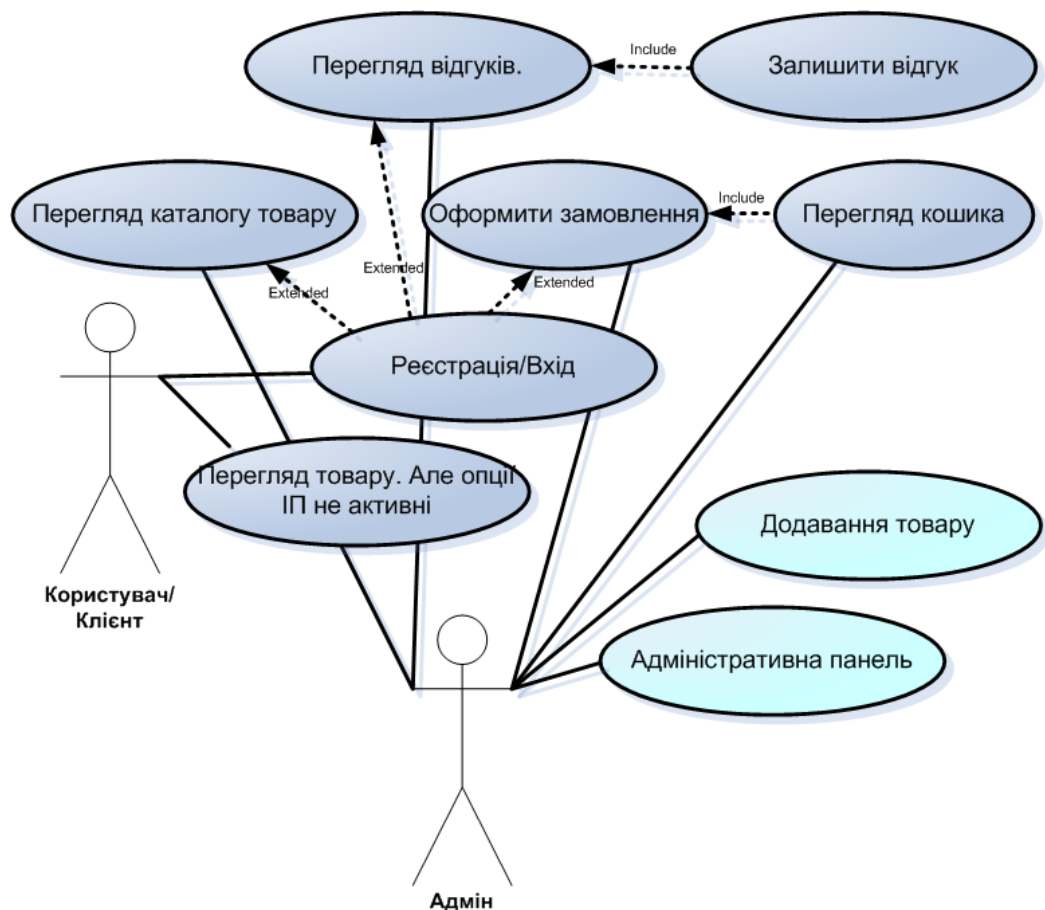 Перегляд відгуків.
Include
Залишити відгук
Перегляд каталогу товару
Оформити замовлення
Include
Перегляд кошика
Extended
Extended
Extended
Реєстрація/Вхід
Перегляд товару. Але опції
ІП не активні
Додавання товару
Користувач/
Клієнт
Адміністративна панель
Адмін